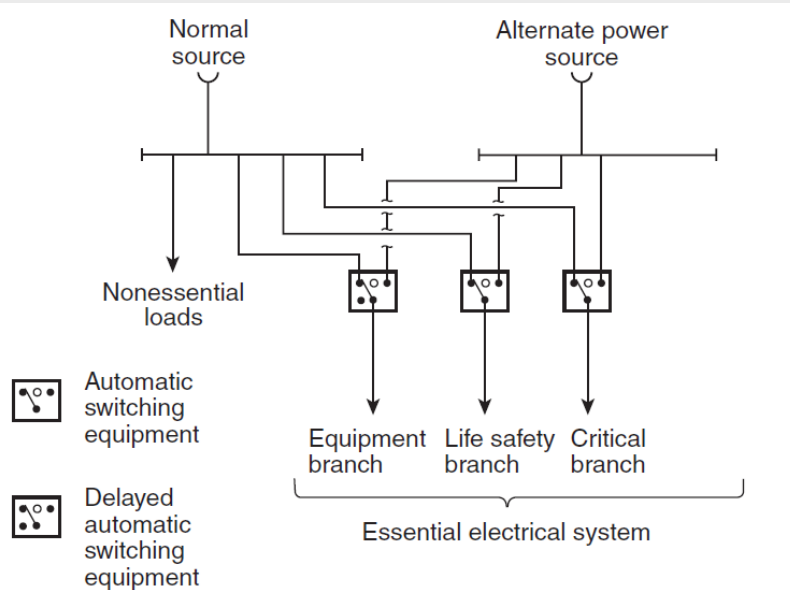 Normal
source
Alternate power
source
Nonessential
loads
Automatic
switching
equipment
Equipment
branch
Life safety
branch
Critical
branch
Delayed
automatic
switching
equipment
Essential electrical system